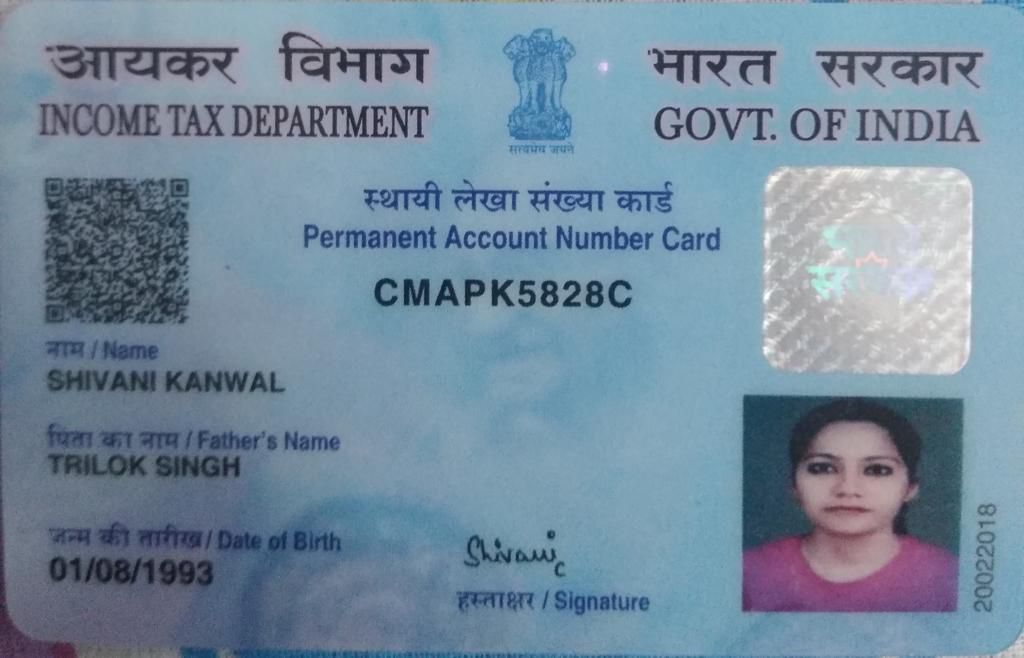 आयकर विभाग
INCOME TAX DEPARTMENT
सत्यमेव जयते
भारत सरकार
GOVT. OF INDIA
स्थायी लेखा संख्या कार्ड
Permanent Account Number Card
CMAPK5828C
नाम / Name
SHIVANI KANWAL
पिता का नाम / Father's Name
TRILOK SINGH
जन्म की तारीख / Date of Birth
01/08/1993
Shivani
हस्ताक्षर / Signature
20022018